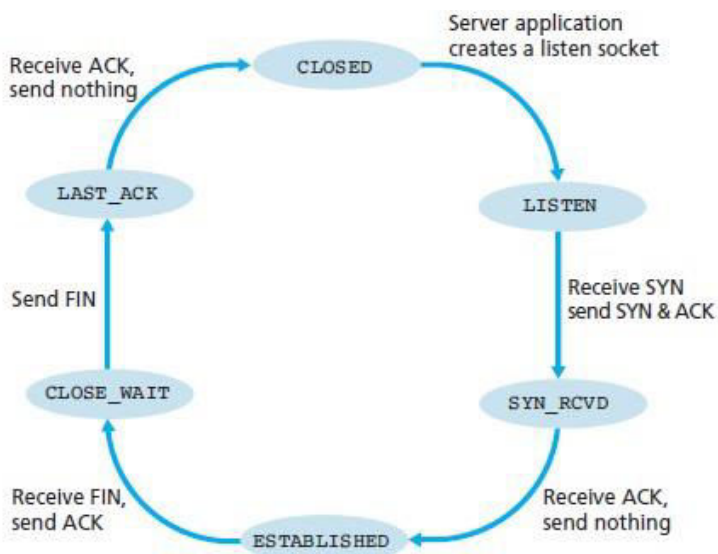 CLOSED
Server application
creates a listen socket
LISTEN
Receive SYN
send SYN & ACK
SYN_RCVD
Receive ACK,
send nothing
ESTABLISHED
Receive FIN,
send ACK
CLOSE_WAIT
Send FIN
LAST_ACK
Receive ACK,
send nothing